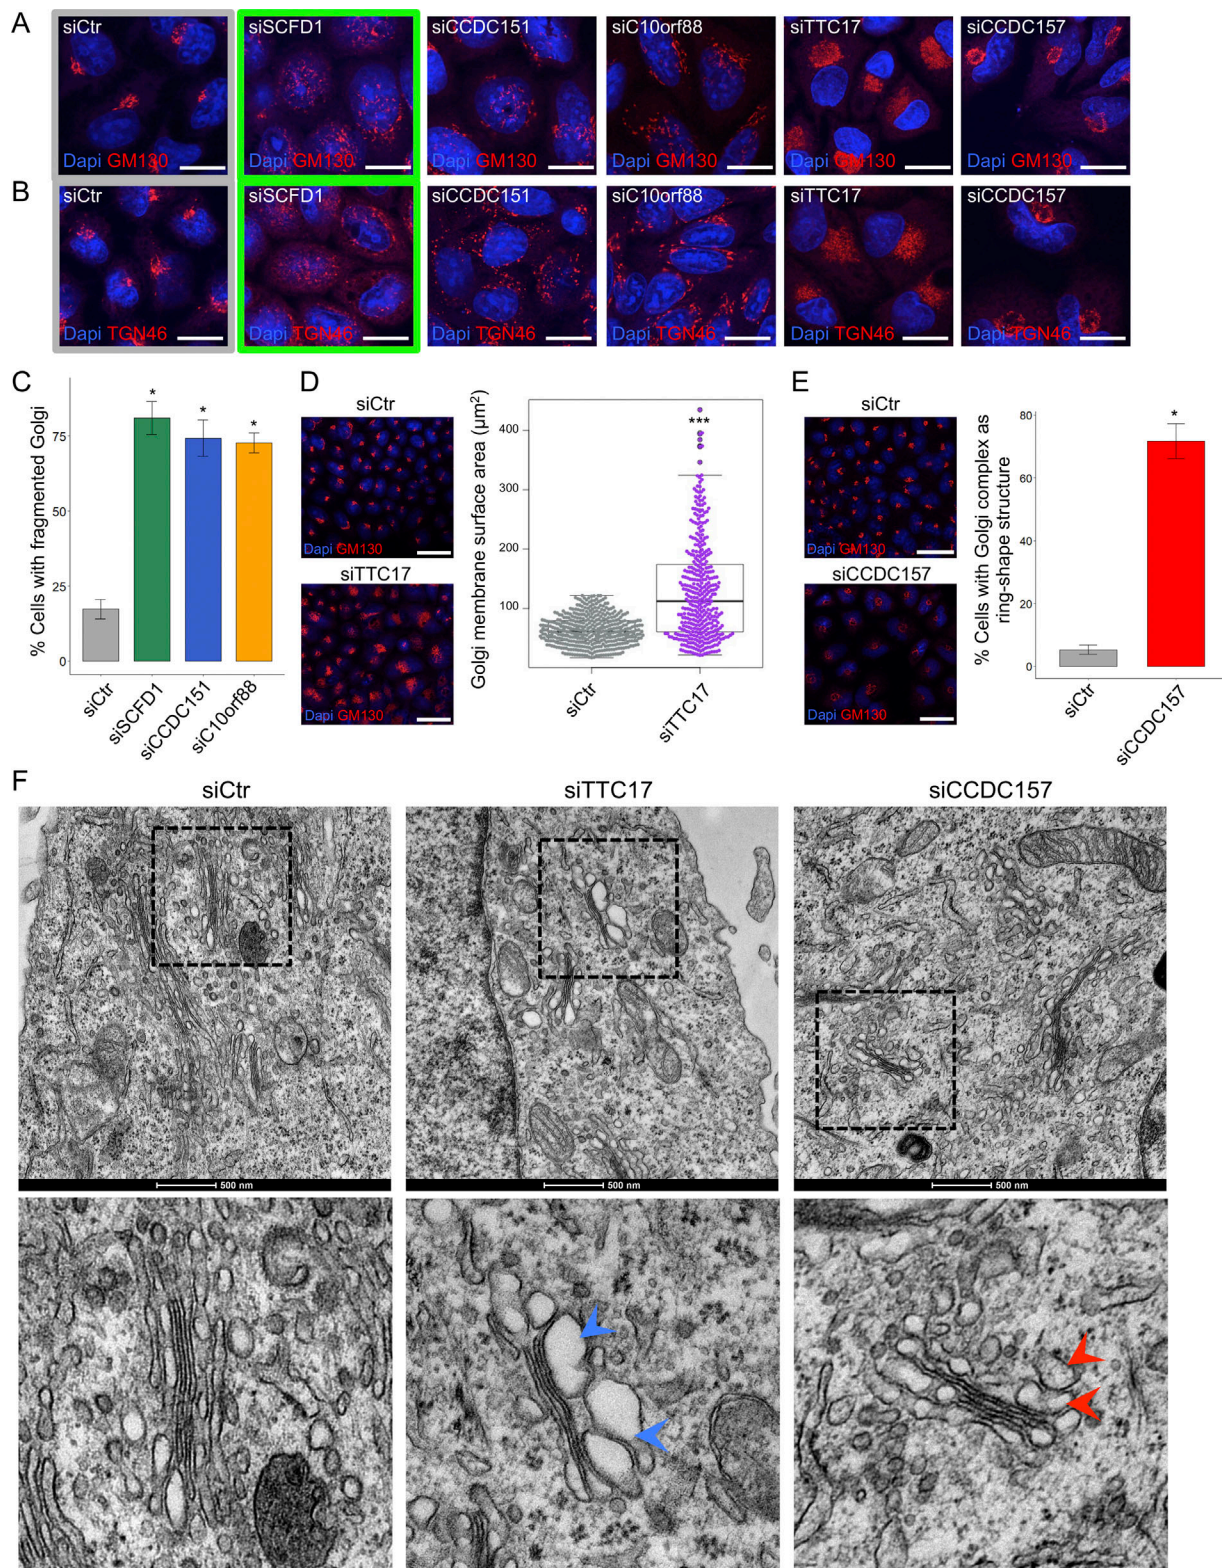 A
siCtr
siSCFD1
siCCDC151
siC10orf88
siTTC17
siCCDC157
Dapi GM130
Dapi GM130
Dapi GM130
Dapi GM130
Dapi GM130
Dapi GM130
B
siCtr
siSCFD1
siCCDC151
siC10orf88
siTTC17
siCCDC157
Dapi TGN46
Dapi TGN46
Dapi TGN46
Dapi TGN46
Dapi TGN46
Dapi TGN46
C
% Cells with fragmented Golgi
75
50
25
0
*
*
*
siCtr
siSCFD1
siCCDC151
siC10orf88
D
siCtr
Dapi GM130
siTTC17
Dapi GM130
Golgi membrane surface area (µm²)
400
300
200
100
***
siCtr
siTTC17
E
siCtr
Dapi GM130
siCCDC157
Dapi GM130
% Cells with Golgi complex as
ring-shape structure
80
60
40
20
0
*
siCtr
siCCDC157
F
siCtr
siTTC17
siCCDC157
500 nm
500 nm
500 nm